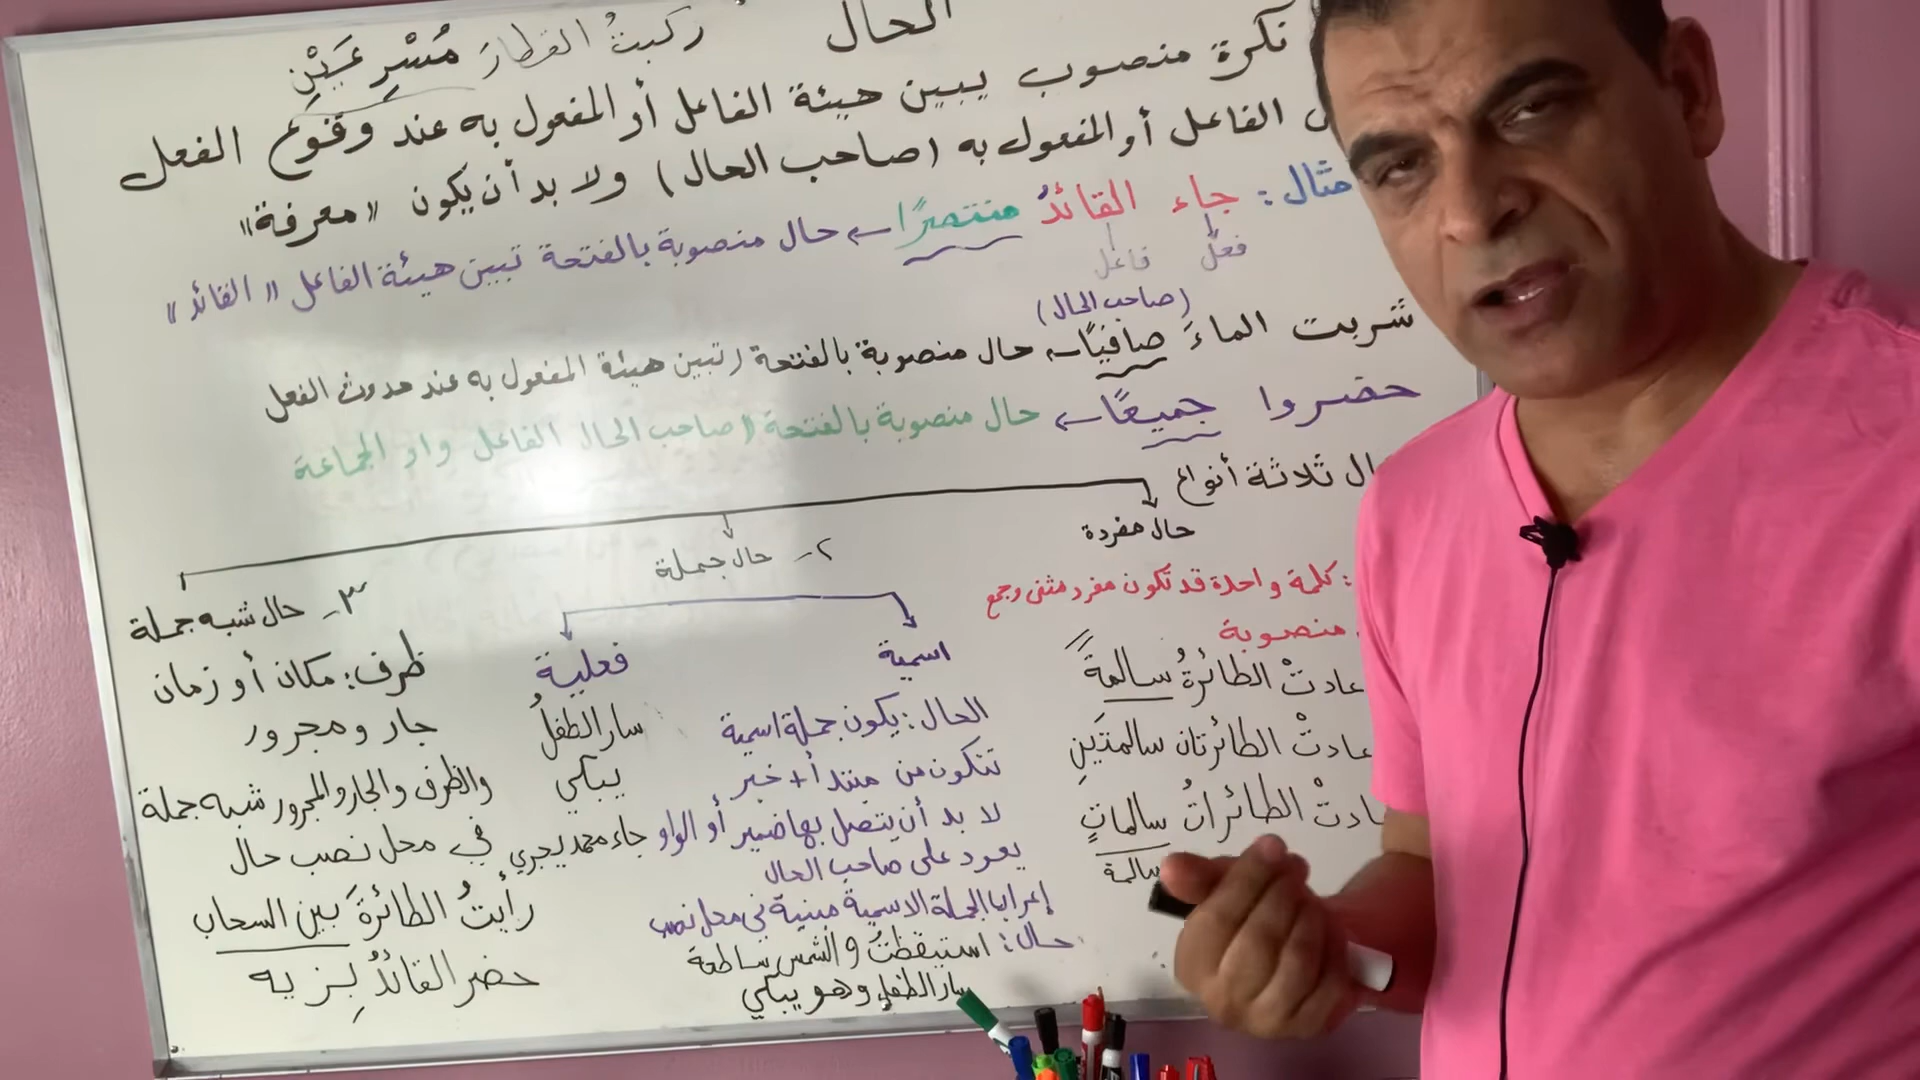 الحال
ركبتُ القطارَ مُسْرِعَيْنِ
نكرة منصوب يبين هيئة الفاعل أو المفعول به عند وقوع الفعل
الفاعل أو المفعول به (صاحب الحال) ولا بد أن يكون "معرفة"
مثال: جاء القائدُ منتصرًا ← حال منصوبة بالفتحة تبين هيئة الفاعل "القائد"
فعل فاعل
(صاحب الحال)
شربت الماءَ صافيًا ← حال منصوبة بالفتحة تبين هيئة المفعول به عند حدوث الفعل
حضروا جميعًا ← حال منصوبة بالفتحة (صاحب الحال الفاعل واو الجماعة
ثلاثة أنواع
حال مفردة
: كلمة واحدة قد تكون مفرد مثنى وجمع
منصوبة
عادتْ الطائرةُ سالمةً
عادتْ الطائرتان سالمتَينِ
الطائراتُ سالماتٍ
سالمة
٢- حال جملة
اسمية
الحال: يكون جملة اسمية
تتكون من مبتدأ + خبر
لا بد أن يتصل بها ضمير أو الواو
يعود على صاحب الحال
إعراب الجملة الاسمية مبنية في محل نصب
حال: استيقظتُ والشمس ساطعة
سار الطفل وهو يبكي
فعلية
سار الطفلُ
يبكي
جاء محمد يجري
٣- حال شبه جملة
ظرف: مكان أو زمان
جار ومجرور
والظرف والجار والمجرور شبه جملة
في محل نصب حال
رأيتُ الطائرةَ بين السحاب
حضر القائدُ بِزيه